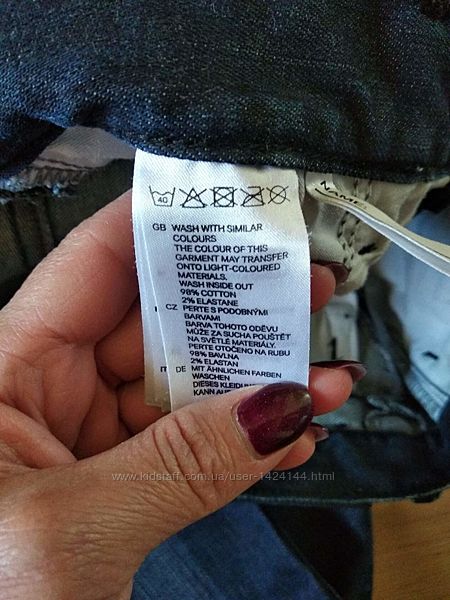 40
NAME:
GB WASH WITH SIMILAR
COLOURS
THE COLOUR OF THIS
GARMENT MAY TRANSFER
ONTO LIGHT-COLOURED
MATERIALS.
WASH INSIDE OUT
98% COTTON
2% ELASTANE
CZ PERTE S PODOBNÝMI
BARVAMI
BARVA TOHOTO ODĚVU
MŮŽE ZA SUCHA POUŠTĚT
NA SVĚTLÉ MATERIÁLY.
PERTE OTOČENO NA RUBU
98% BAVLNA
2% ELASTAN
DE MIT ÄHNLICHEN FARBEN
WASCHEN
DIESES
KANN
www.kidstaff.com.ua/user-1424144.html